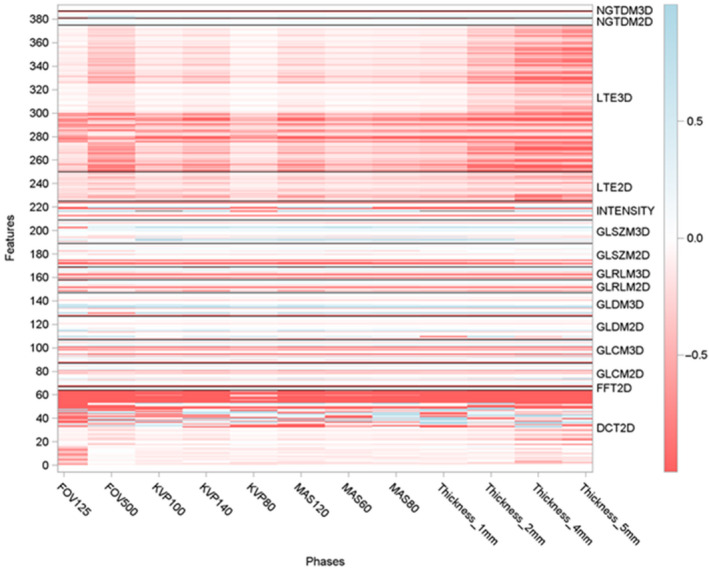 Features
380
360
340
320
300
280
260
240
220
200
180
160
140
120
100
80
60
40
20
0
NGTDM3D
NGTDM2D
LTE3D
LTE2D
INTENSITY
GLSZM3D
GLSZM2D
GLRLM3D
GLRLM2D
GLDM3D
GLDM2D
GLCM3D
GLCM2D
FFT2D
DCT2D
0.5
0.0
−0.5
FOV125
FOV500
KVP100
KVP140
KVP80
MAS120
MAS60
MAS80
Thickness_1mm
Thickness_2mm
Thickness_4mm
Thickness_5mm
Phases